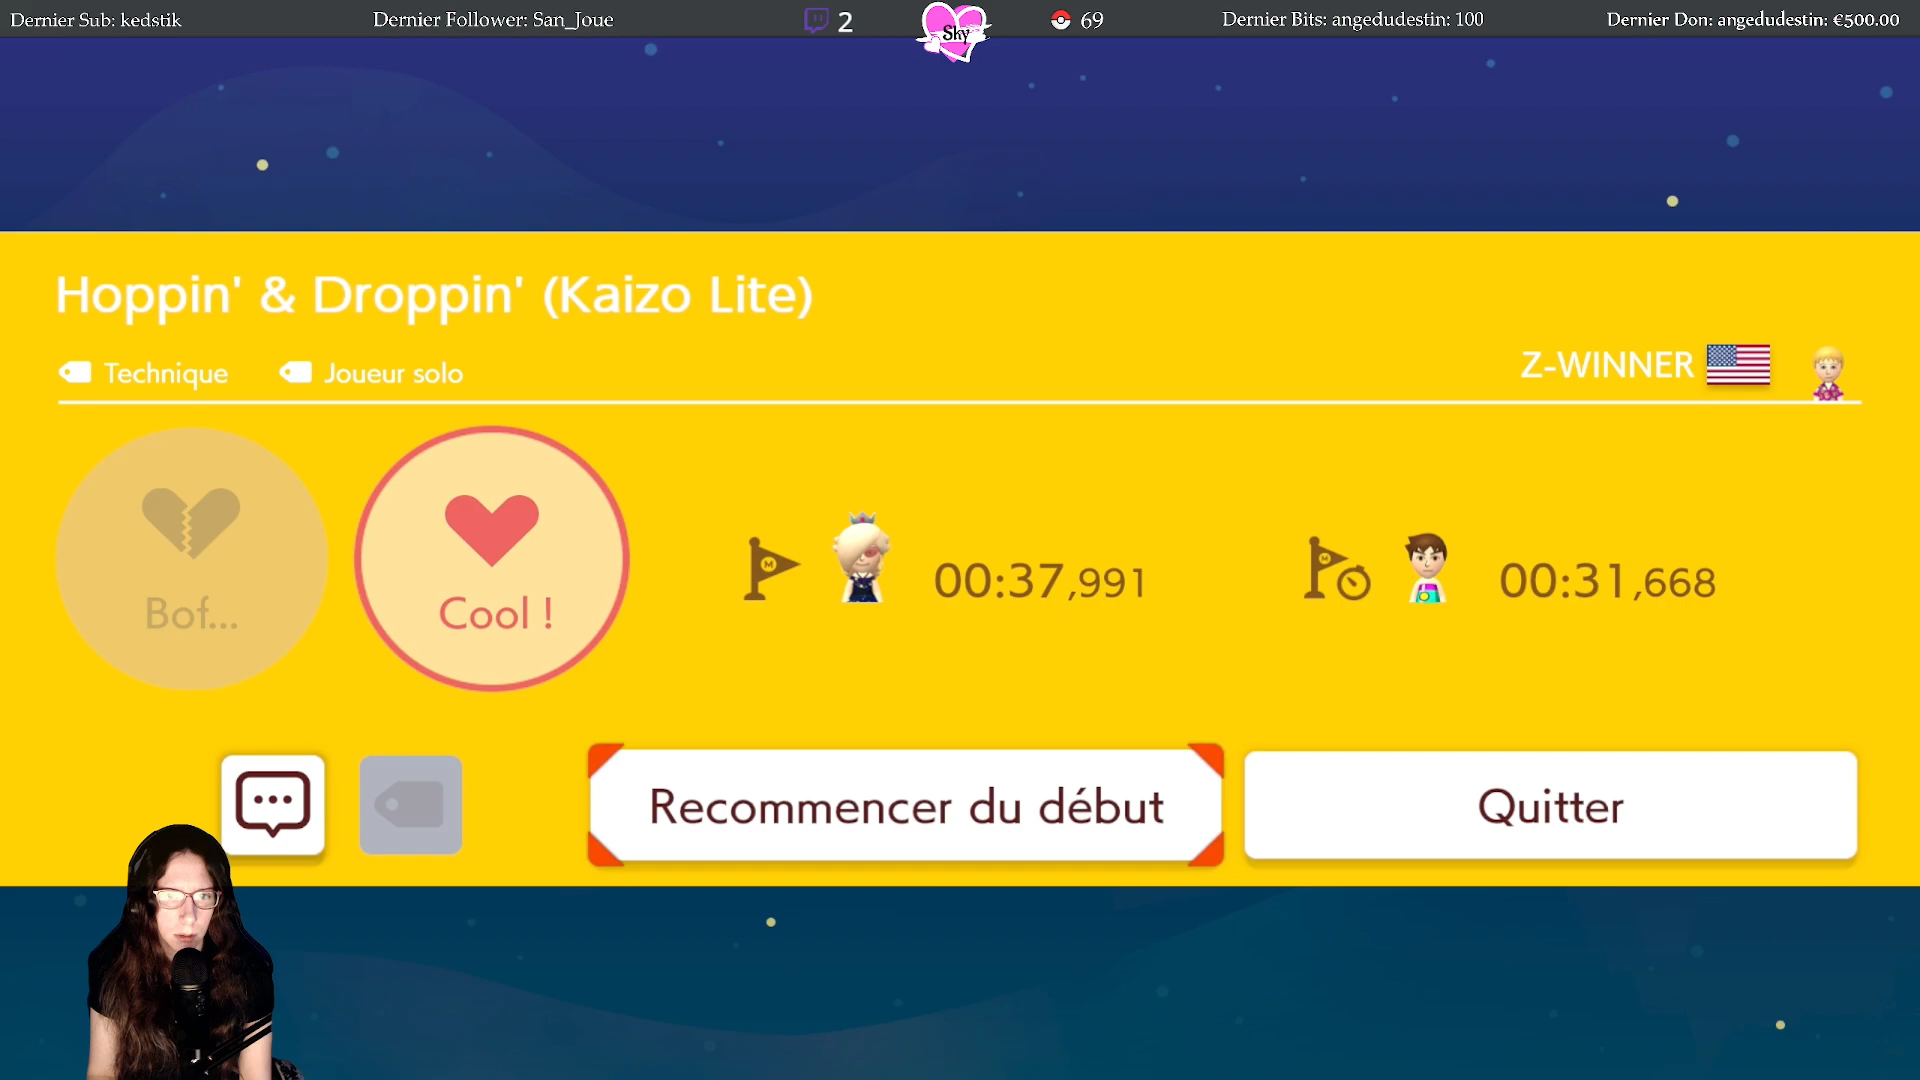 Dernier Sub: kedstik
Dernier Follower: San_Joue
2
Sky
69
Dernier Bits: angedudestin: 100
Dernier Don: angedudestin: €500.00
Hoppin' & Droppin' (Kaizo Lite)
Technique
Joueur solo
Z-WINNER
Bof...
Cool !
M
00:37,991
M
00:31,668
Recommencer du début
Quitter